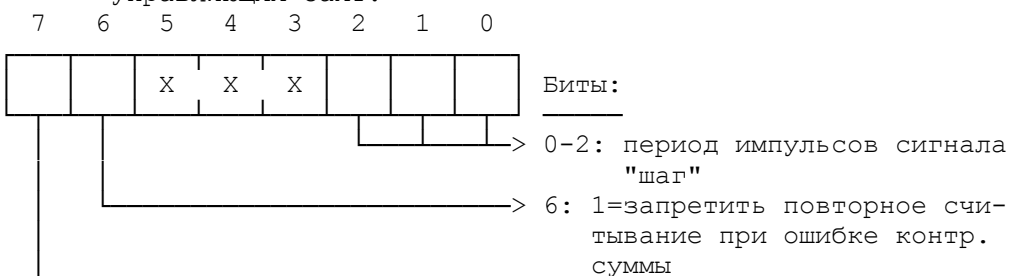 управляющий байт:
7 6 5 4 3 2 1 0
X X X Биты:
0-2: период импульсов сигнала
"шаг"
6: 1=запретить повторное счи-
тывание при ошибке контр.
суммы